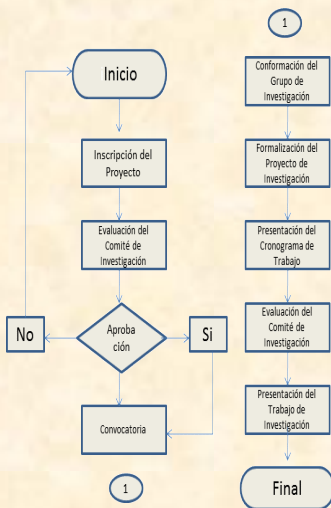 Inicio
Inscripción del
Proyecto
Evaluación del
Comité de
Investigación
Aproba
ción
No
Si
Convocatoria
1
1
Conformación del
Grupo de
Investigación
Formalización del
Proyecto de
Investigación
Presentación del
Cronograma de
Trabajo
Evaluación del
Comité de
Investigación
Presentación del
Trabajo de
Investigación
Final